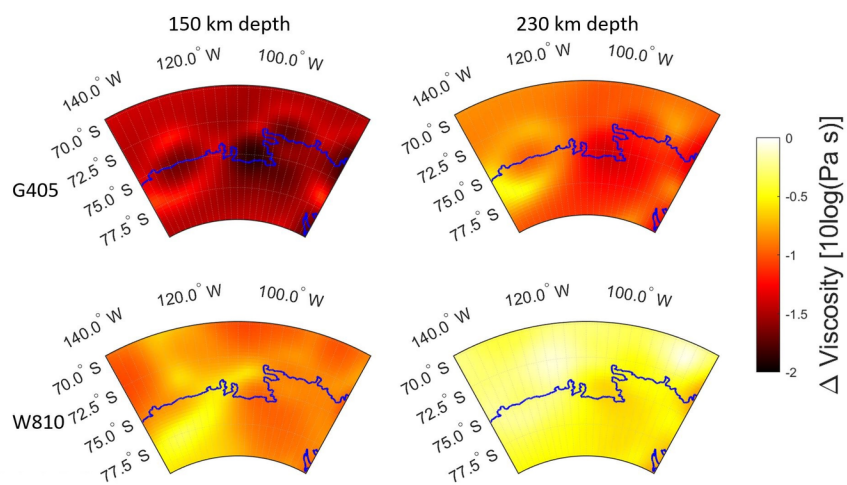 150 km depth
230 km depth
120.0° W
100.0° W
120.0° W
100.0° W
140.0° W
140.0° W
70.0° S
70.0° S
72.5° S
72.5° S
G405
75.0° S
75.0° S
77.5° S
77.5° S
0
-0.5
-1
-1.5
-2
Δ Viscosity [10log(Pa s)]
120.0° W
100.0° W
120.0° W
100.0° W
140.0° W
140.0° W
70.0° S
70.0° S
72.5° S
72.5° S
W810
75.0° S
75.0° S
77.5° S
77.5° S